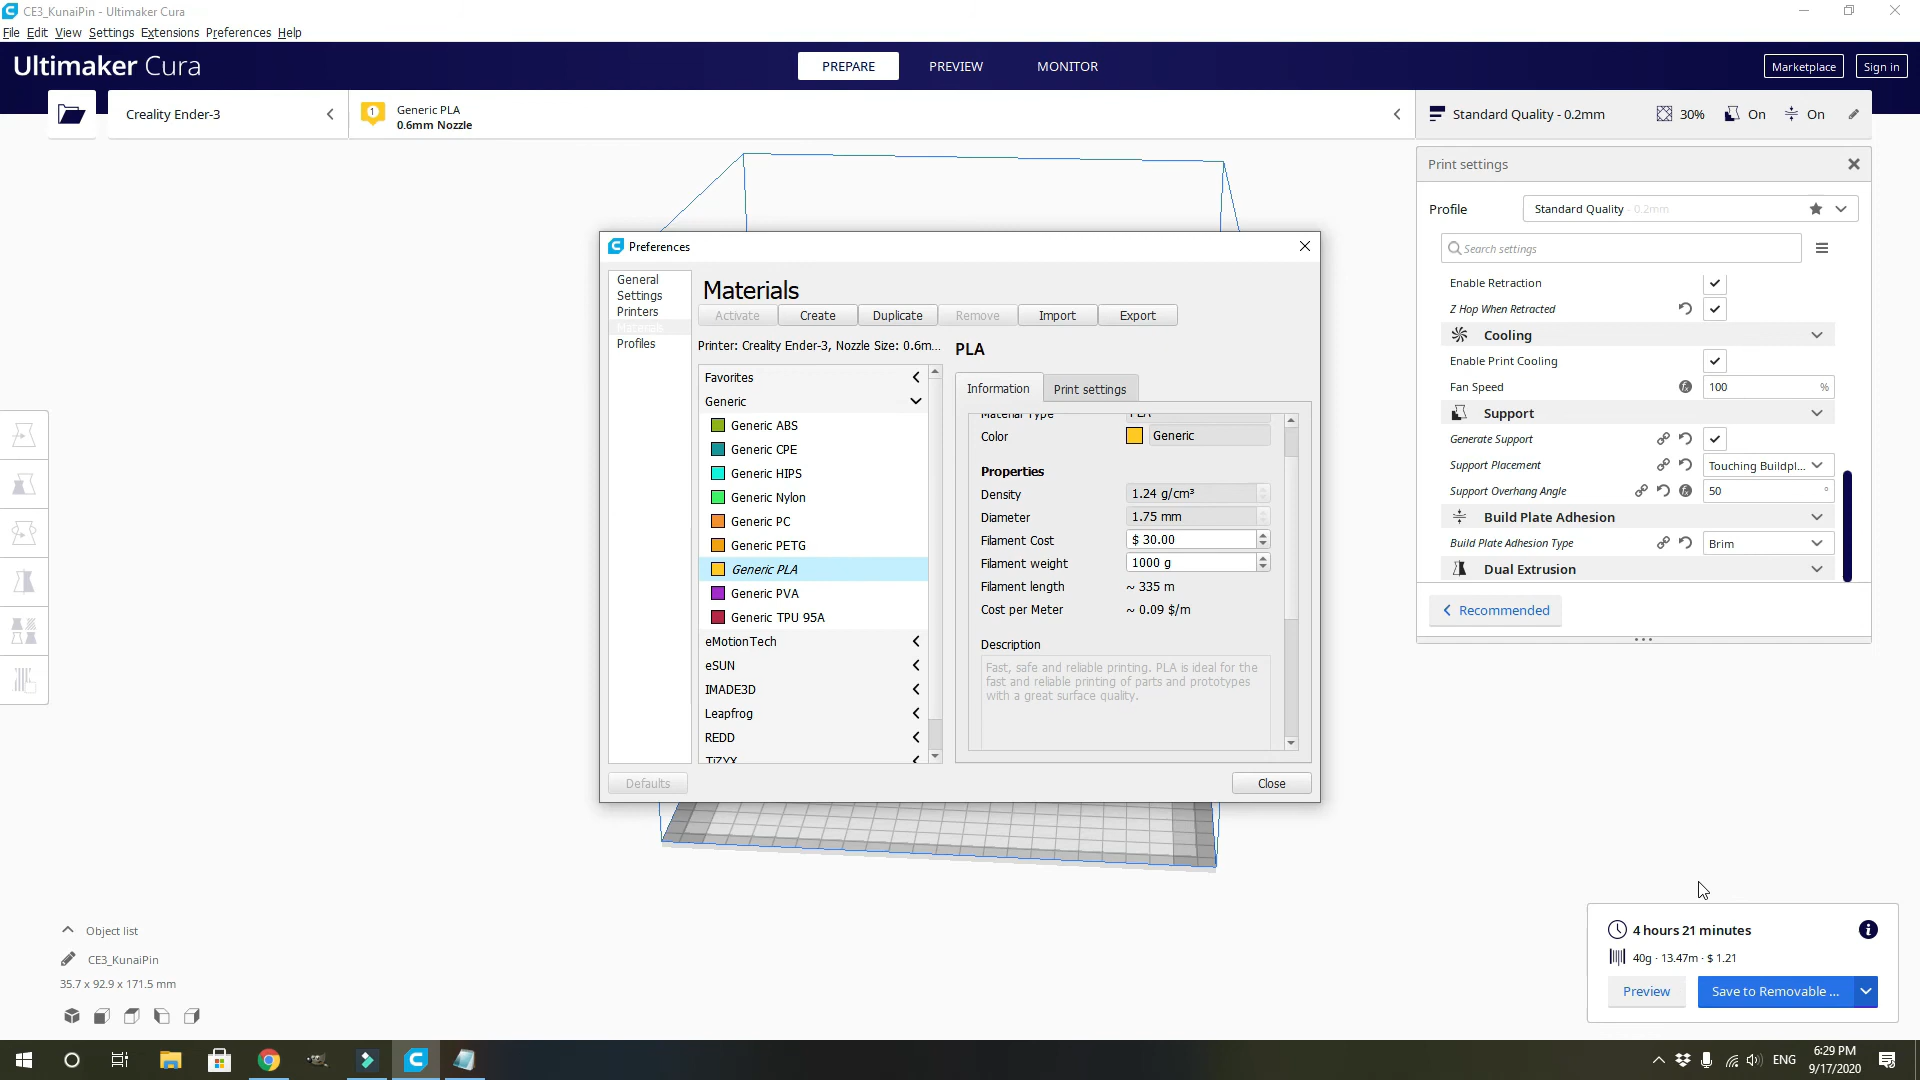 CE3_KunaiPin - Ultimaker Cura
File Edit View Settings Extensions Preferences Help
Ultimaker Cura
PREPARE
PREVIEW
MONITOR
Marketplace
Sign in
Creality Ender-3
1
Generic PLA
0.6mm Nozzle
Standard Quality - 0.2mm
30%
On
On
Print settings
Profile
Standard Quality - 0.2mm
Search settings
Enable Retraction
Z Hop When Retracted
Cooling
Enable Print Cooling
Fan Speed
100 %
Support
Generate Support
Support Placement
Touching Buildpl...
Support Overhang Angle
50 °
Build Plate Adhesion
Build Plate Adhesion Type
Brim
Dual Extrusion
Recommended
Preferences
General
Settings
Printers
Materials
Profiles
Materials
Activate
Create
Duplicate
Remove
Import
Export
Printer: Creality Ender-3, Nozzle Size: 0.6m...
Favorites
Generic
Generic ABS
Generic CPE
Generic HIPS
Generic Nylon
Generic PC
Generic PETG
Generic PLA
Generic PVA
Generic TPU 95A
eMotionTech
eSUN
IMADE3D
Leapfrog
REDD
TiZYX
PLA
Information
Print settings
Material Type PLA
Color Generic
Properties
Density 1.24 g/cm³
Diameter 1.75 mm
Filament Cost $ 30.00
Filament weight 1000 g
Filament length ~ 335 m
Cost per Meter ~ 0.09 $/m
Description
Fast, safe and reliable printing. PLA is ideal for the
fast and reliable printing of parts and prototypes
with a great surface quality.
Defaults
Close
Object list
CE3_KunaiPin
35.7 x 92.9 x 171.5 mm
4 hours 21 minutes
40g · 13.47m · $ 1.21
Preview
Save to Removable ...
ENG
6:29 PM
9/17/2020